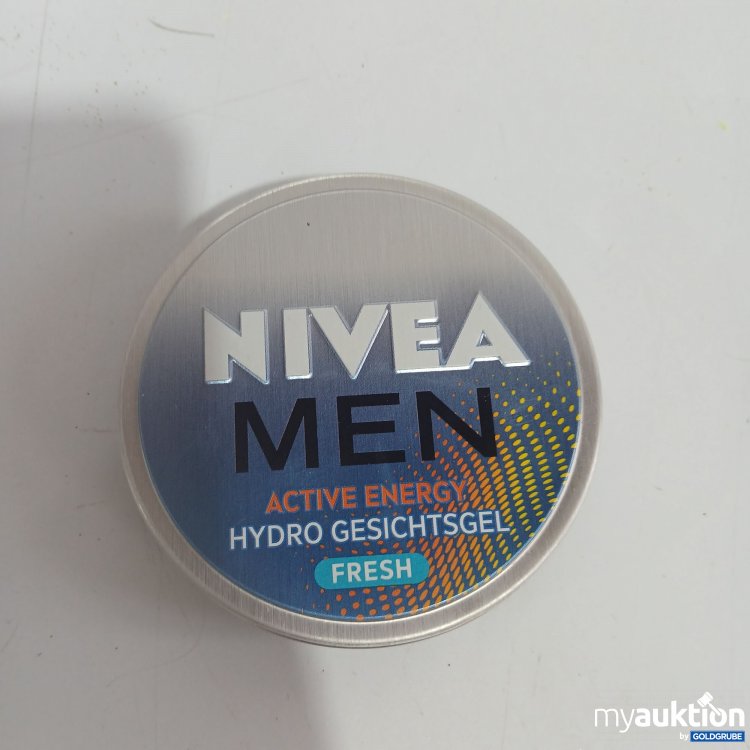 NIVEA
MEN
ACTIVE ENERGY
HYDRO GESICHTSGEL
FRESH
myauktion
by GOLDGRUBE